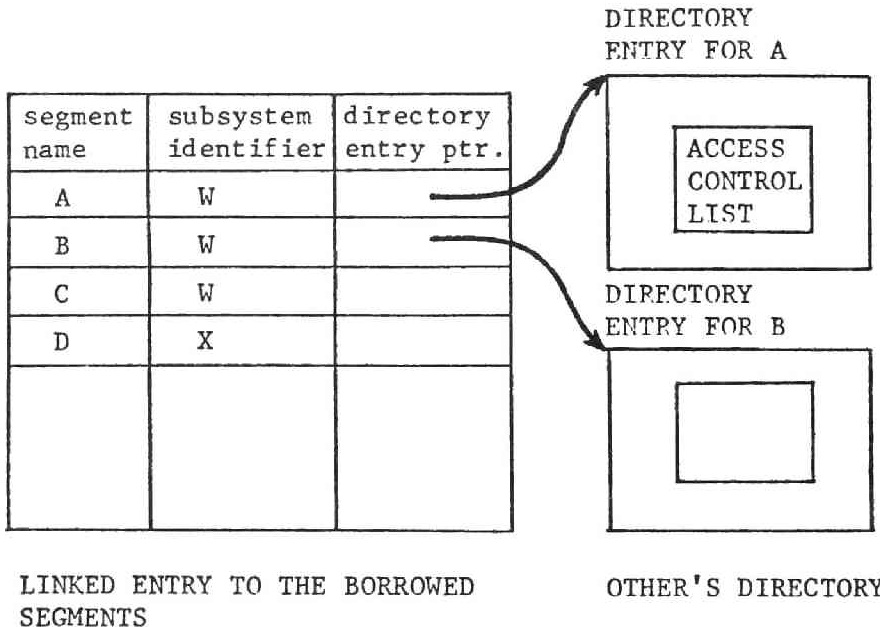 DIRECTORY
ENTRY FOR A
segment subsystem directory
name identifier entry ptr.
A W
B W
C W
D X
ACCESS
CONTROL
LIST
DIRECTORY
ENTRY FOR B
LINKED ENTRY TO THE BORROWED
SEGMENTS
OTHER'S DIRECTORY